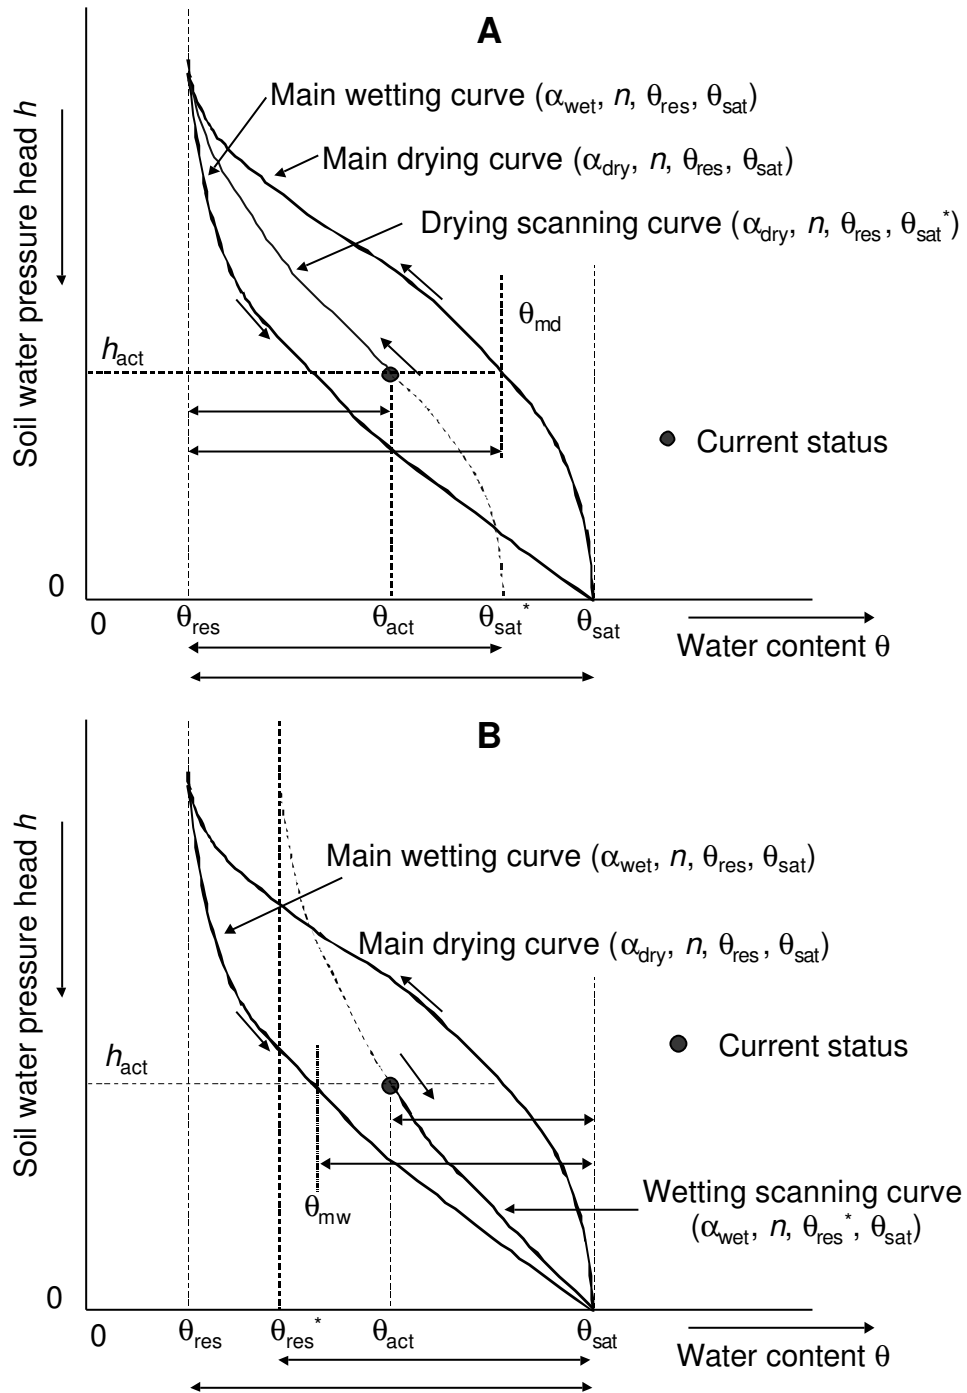 A
Main wetting curve (αwet, n, θres, θsat)
Main drying curve (αdry, n, θres, θsat)
Drying scanning curve (αdry, n, θres, θsat*)
Soil water pressure head h
θmd
hact
Current status
0
0
θres
θact
θsat*
θsat
Water content θ
B
Main wetting curve (αwet, n, θres, θsat)
Main drying curve (αdry, n, θres, θsat)
Soil water pressure head h
Current status
hact
θmw
Wetting scanning curve
(αwet, n, θres*, θsat)
0
0
θres
θres*
θact
θsat
Water content θ